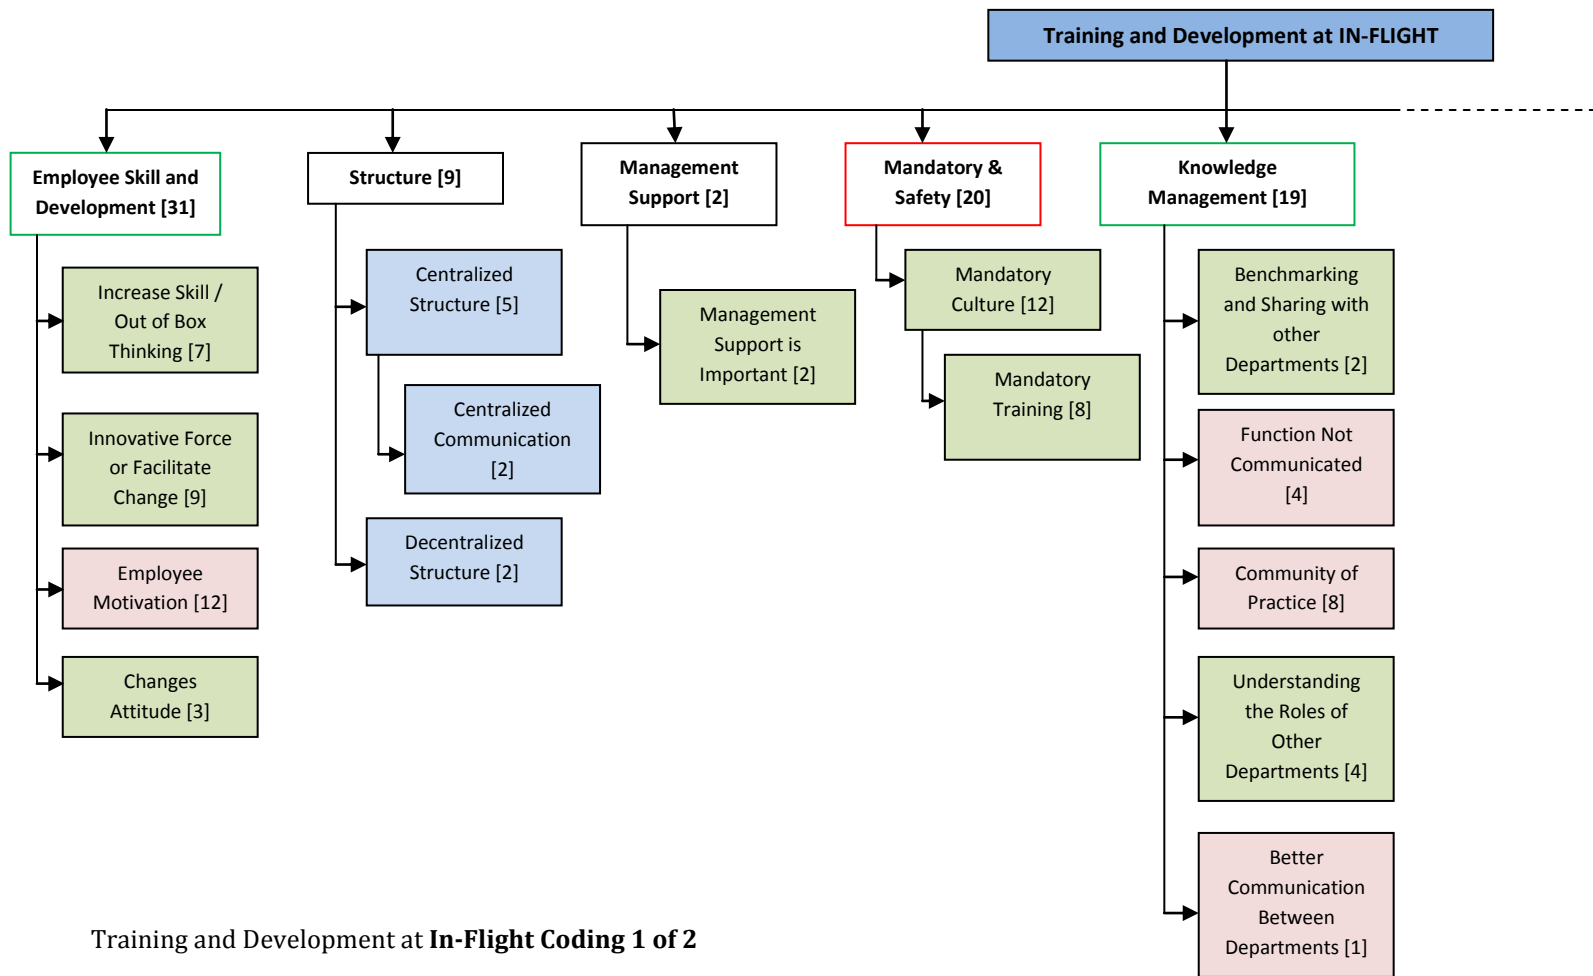 Training and Development at IN-FLIGHT
Employee Skill and
Development [31]
Structure [9]
Management
Support [2]
Mandatory &
Safety [20]
Knowledge
Management [19]
Increase Skill /
Out of Box
Thinking [7]
Innovative Force
or Facilitate
Change [9]
Employee
Motivation [12]
Changes
Attitude [3]
Centralized
Structure [5]
Centralized
Communication
[2]
Decentralized
Structure [2]
Management
Support is
Important [2]
Mandatory
Culture [12]
Mandatory
Training [8]
Benchmarking
and Sharing with
other
Departments [2]
Function Not
Communicated
[4]
Community of
Practice [8]
Understanding
the Roles of
Other
Departments [4]
Better
Communication
Between
Departments [1]
Training and Development at In-Flight Coding 1 of 2